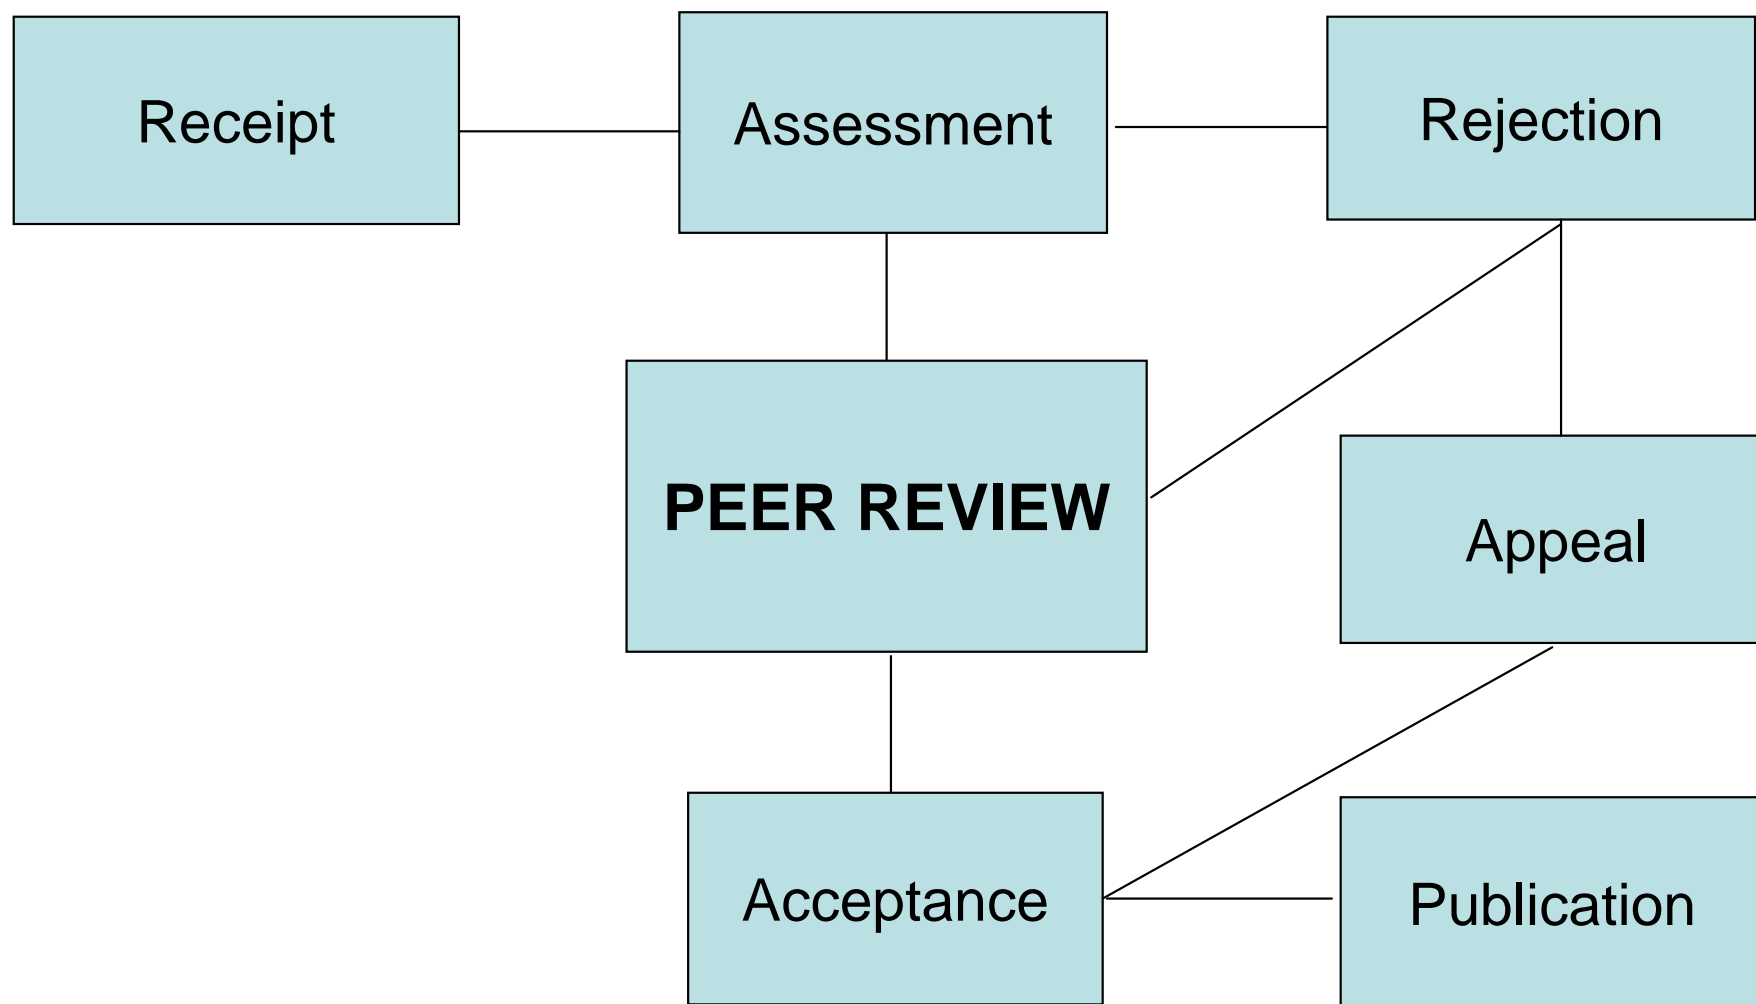 Receipt
Assessment
Rejection
PEER REVIEW
Appeal
Acceptance
Publication